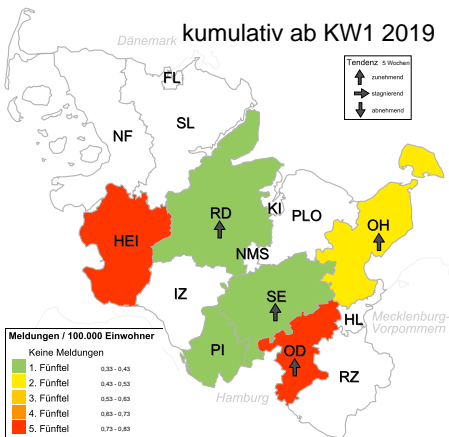 kumulativ ab KW1 2019
Dänemark
Tendenz 5 Wochen
zunehmend
stagnierend
abnehmend
FL
SL
NF
RD
KI
PLO
OH
HEI
NMS
IZ
SE
HL
Mecklenburg-
Vorpommern
PI
OD
RZ
Hamburg
Meldungen / 100.000 Einwohner
Keine Meldungen
1. Fünftel 0,33 - 0,43
2. Fünftel 0,43 - 0,53
3. Fünftel 0,53 - 0,63
4. Fünftel 0,63 - 0,73
5. Fünftel 0,73 - 0,83